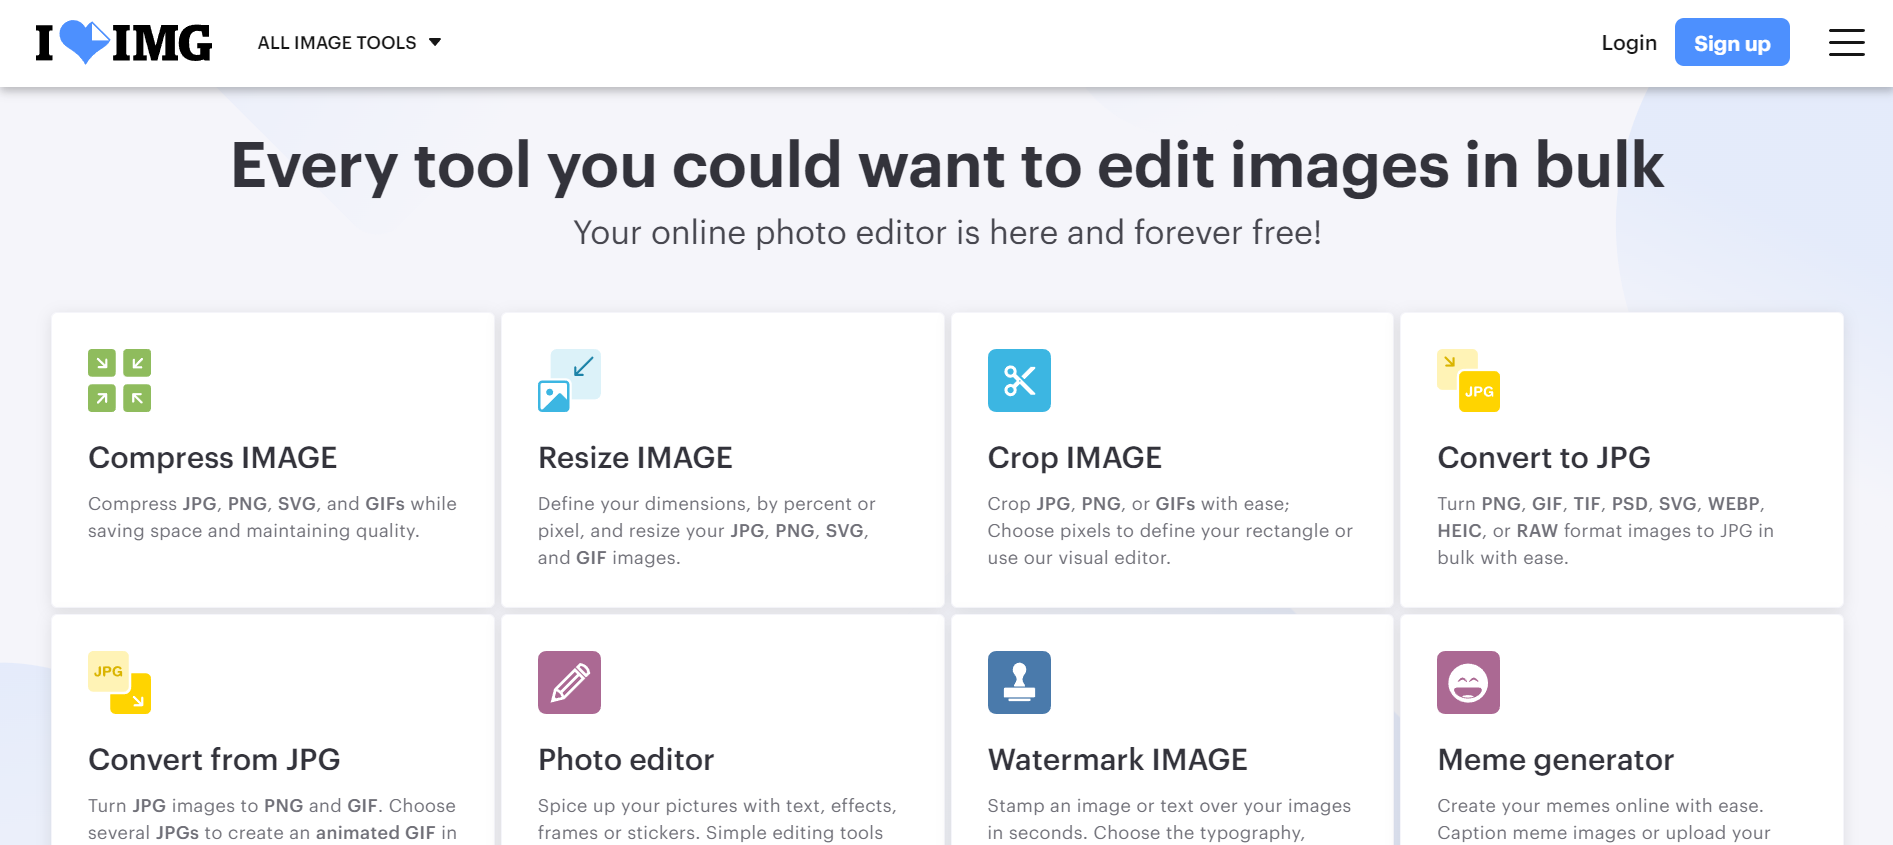 I IMG
ALL IMAGE TOOLS
Login
Sign up
Every tool you could want to edit images in bulk
Your online photo editor is here and forever free!
Compress IMAGE
Compress JPG, PNG, SVG, and GIFs while
saving space and maintaining quality.
Resize IMAGE
Define your dimensions, by percent or
pixel, and resize your JPG, PNG, SVG,
and GIF images.
Crop IMAGE
Crop JPG, PNG, or GIFs with ease;
Choose pixels to define your rectangle or
use our visual editor.
JPG
Convert to JPG
Turn PNG, GIF, TIF, PSD, SVG, WEBP,
HEIC, or RAW format images to JPG in
bulk with ease.
JPG
Convert from JPG
Turn JPG images to PNG and GIF. Choose
several JPGs to create an animated GIF in
Photo editor
Spice up your pictures with text, effects,
frames or stickers. Simple editing tools
Watermark IMAGE
Stamp an image or text over your images
in seconds. Choose the typography,
Meme generator
Create your memes online with ease.
Caption meme images or upload your